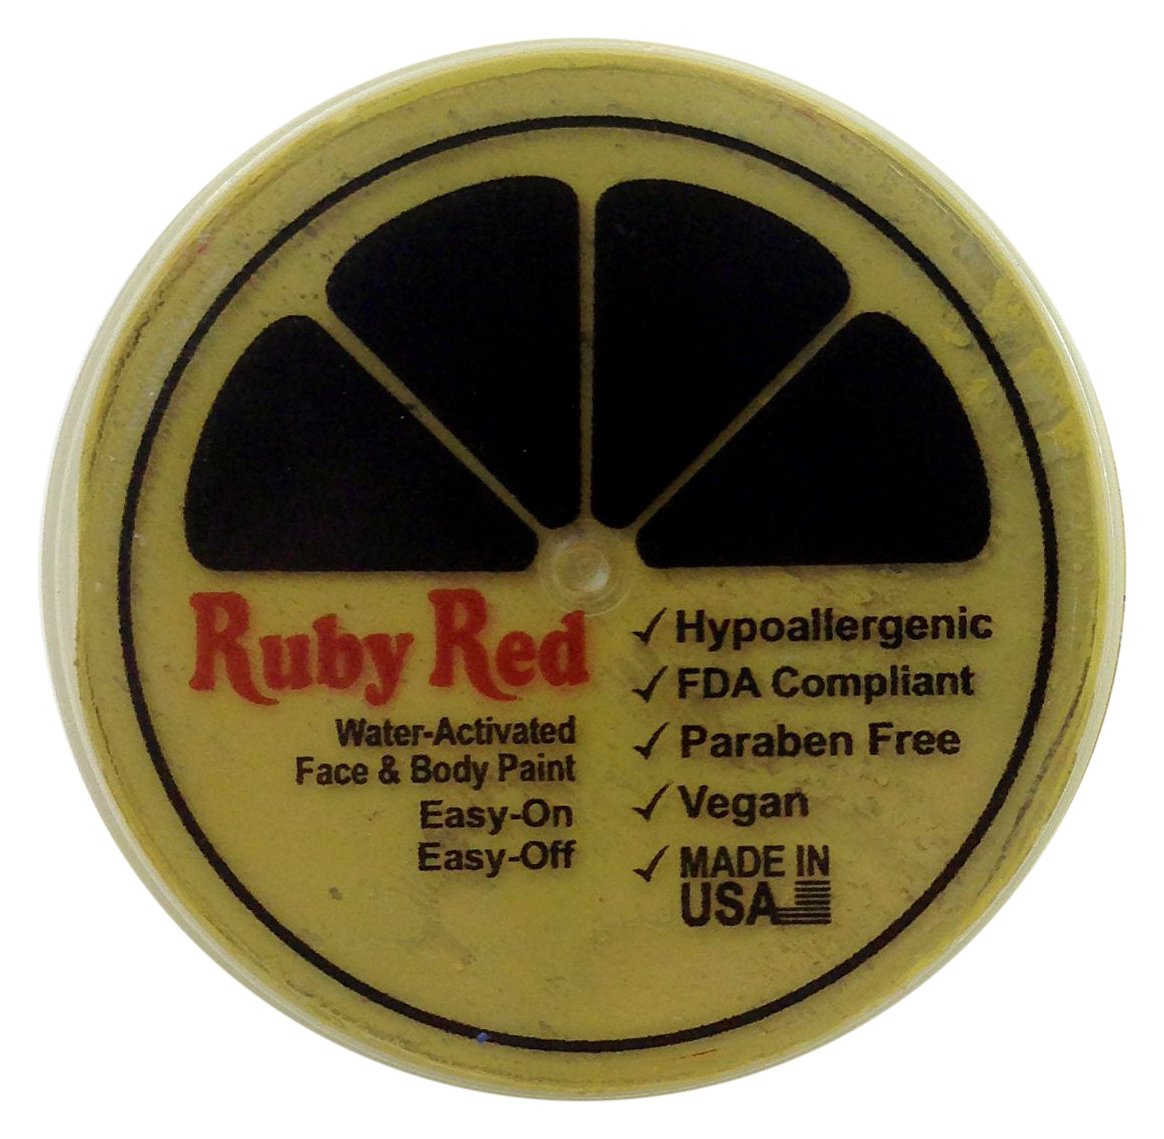 Ruby Red
Water-Activated
Face & Body Paint
Easy-On
Easy-Off
✓ Hypoallergenic
✓ FDA Compliant
✓ Paraben Free
✓ Vegan
✓ MADE IN
USA